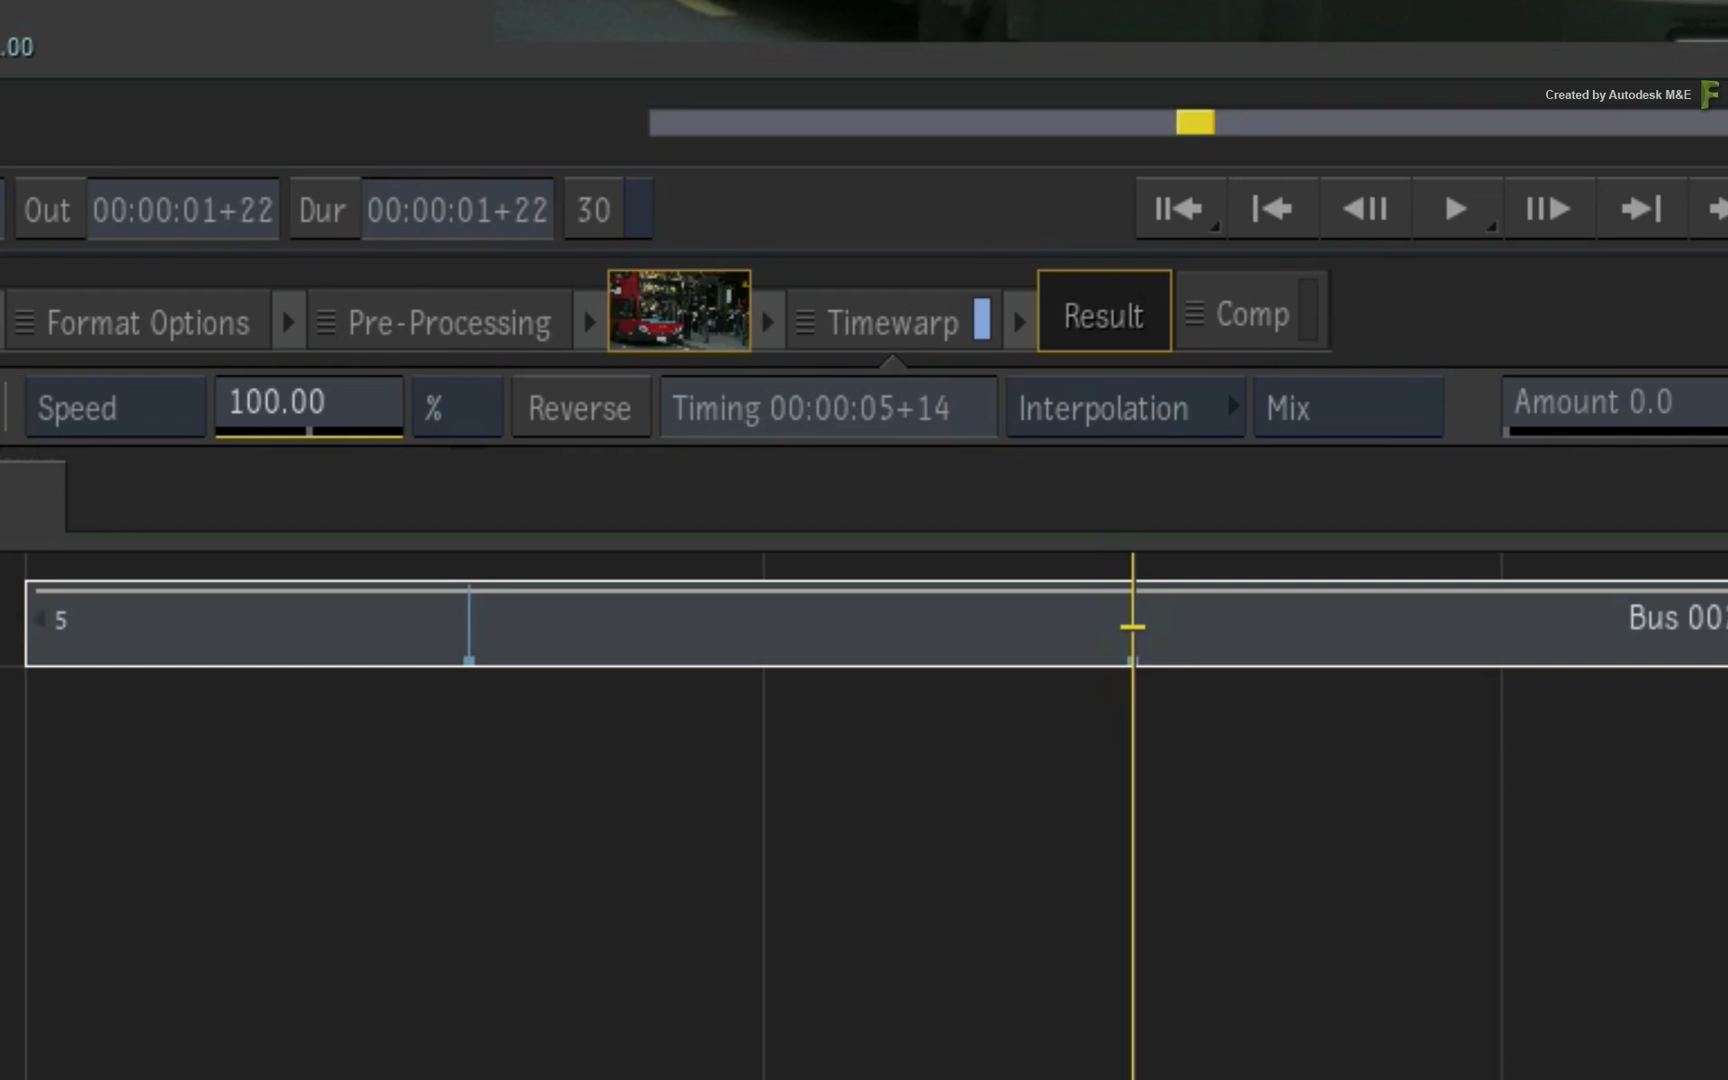 .00
Created by Autodesk M&E
Out 00:00:01+22 Dur 00:00:01+22 30
Format Options Pre-Processing Timewarp Result Comp
Speed 100.00 % Reverse Timing 00:00:05+14 Interpolation Mix Amount 0.0
5 Bus 00